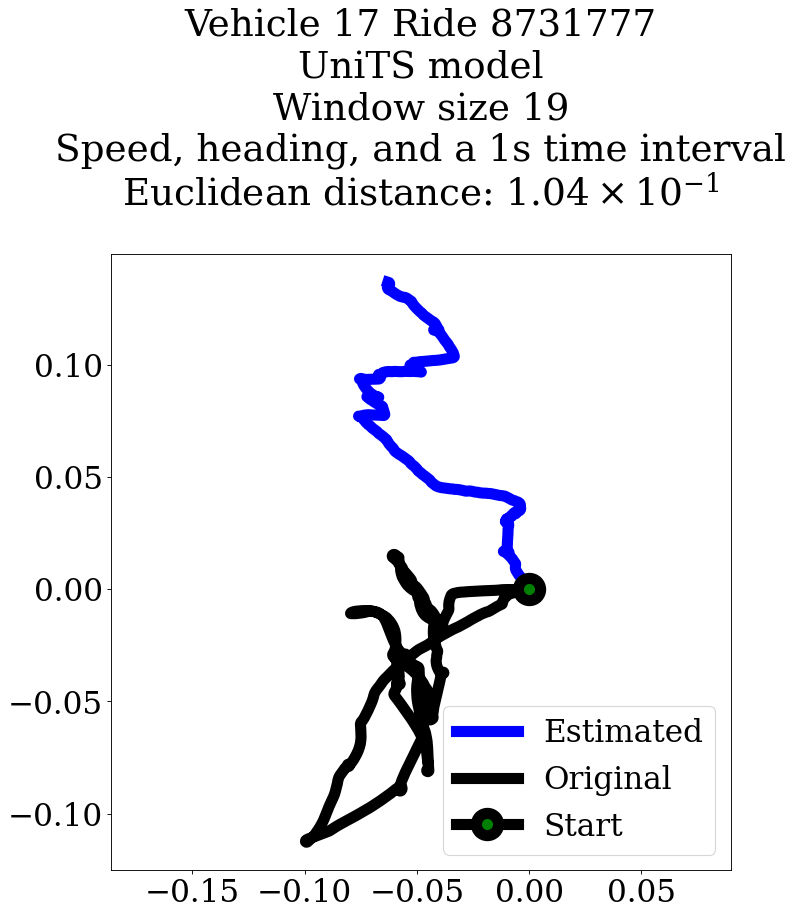 Vehicle 17 Ride 8731777
UniTS model
Window size 19
Speed, heading, and a 1s time interval
Euclidean distance: 1.04 × 10⁻¹
0.10
0.05
0.00
−0.05
−0.10
Estimated
Original
Start
−0.15 −0.10 −0.05 0.00 0.05